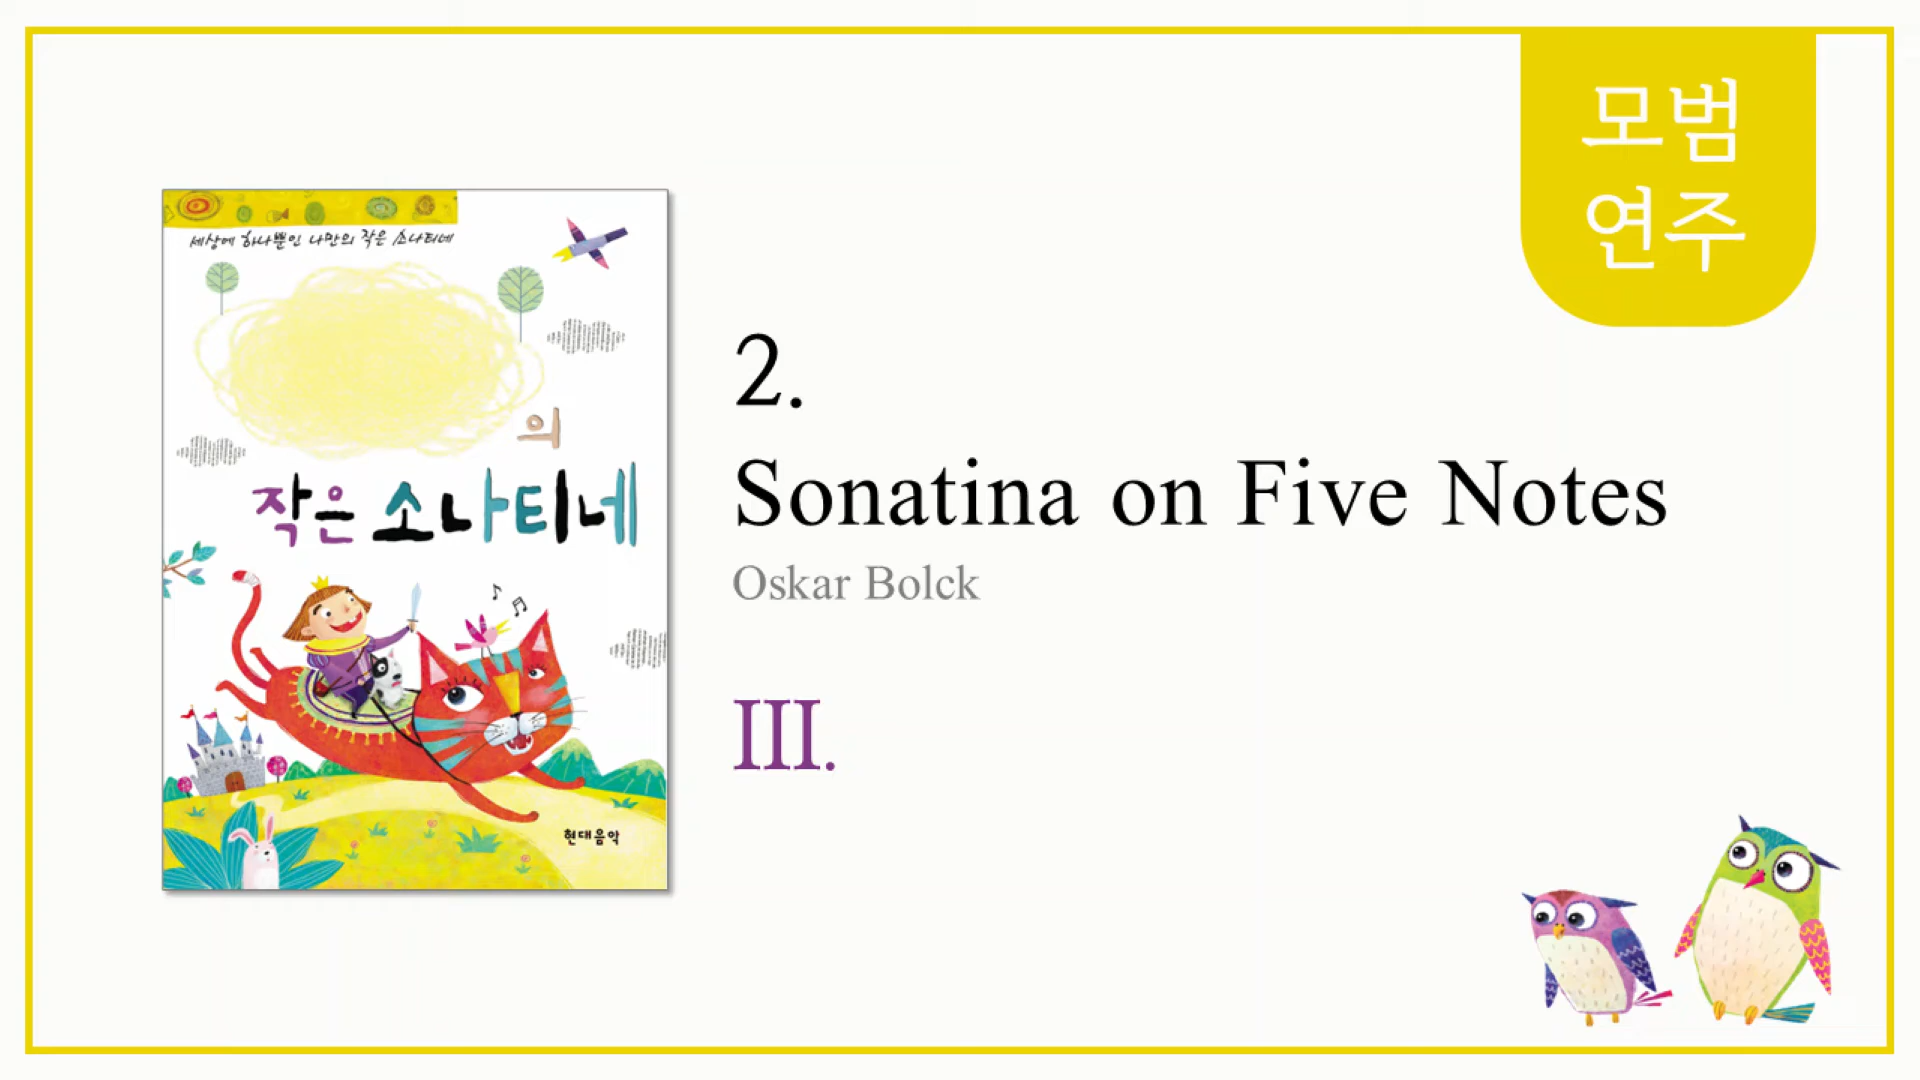 모범
연주
세상에 하나뿐인 나만의 작은 소나티네
의
작은 소나티네
현대음악
2.
Sonatina on Five Notes
Oskar Bolck
III.